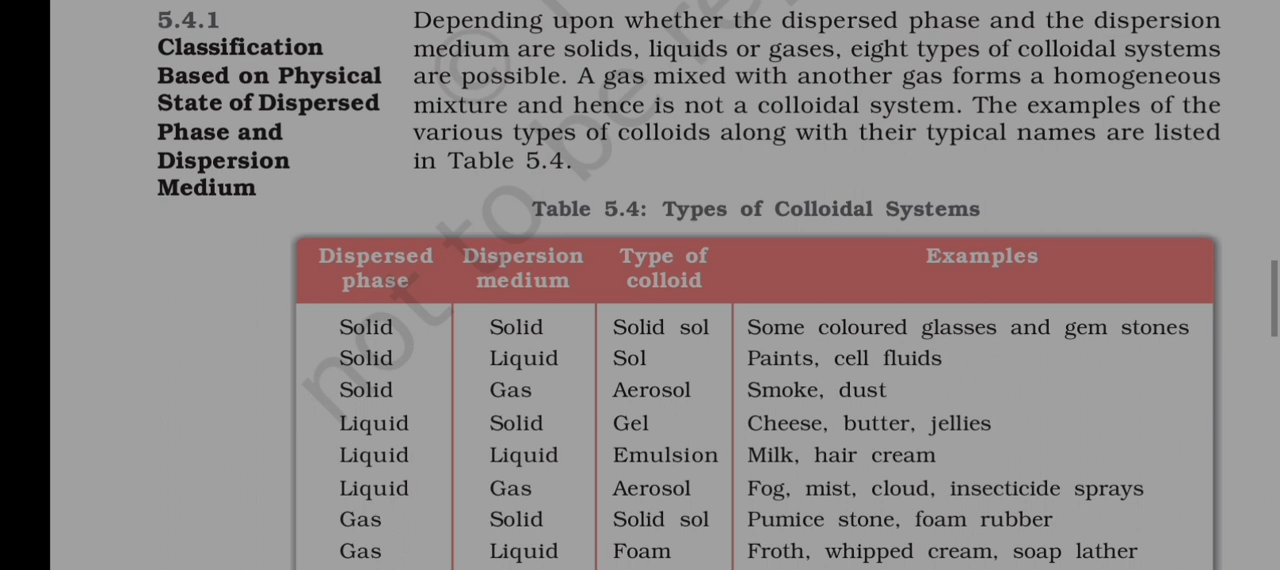 5.4.1
Classification
Based on Physical
State of Dispersed
Phase and
Dispersion
Medium
Depending upon whether the dispersed phase and the dispersion
medium are solids, liquids or gases, eight types of colloidal systems
are possible. A gas mixed with another gas forms a homogeneous
mixture and hence is not a colloidal system. The examples of the
various types of colloids along with their typical names are listed
in Table 5.4.
Table 5.4: Types of Colloidal Systems
Dispersed phase Dispersion medium Type of colloid Examples
Solid Solid Solid sol Some coloured glasses and gem stones
Solid Liquid Sol Paints, cell fluids
Solid Gas Aerosol Smoke, dust
Liquid Solid Gel Cheese, butter, jellies
Liquid Liquid Emulsion Milk, hair cream
Liquid Gas Aerosol Fog, mist, cloud, insecticide sprays
Gas Solid Solid sol Pumice stone, foam rubber
Gas Liquid Foam Froth, whipped cream, soap lather
©
not to be